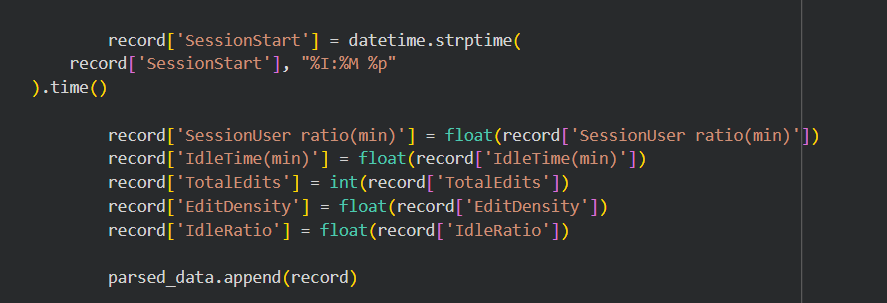 record['SessionStart'] = datetime.strptime(
record['SessionStart'], "%I:%M %p"
).time()
record['SessionUser ratio(min)'] = float(record['SessionUser ratio(min)'])
record['IdleTime(min)'] = float(record['IdleTime(min)'])
record['TotalEdits'] = int(record['TotalEdits'])
record['EditDensity'] = float(record['EditDensity'])
record['IdleRatio'] = float(record['IdleRatio'])
parsed_data.append(record)